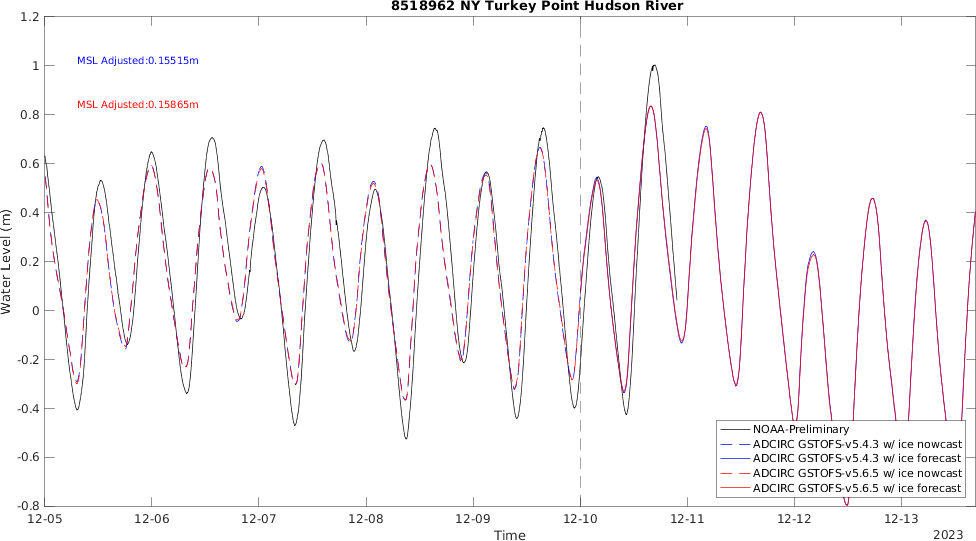 8518962 NY Turkey Point Hudson River
1.2
1
0.8
0.6
0.4
0.2
0
-0.2
-0.4
-0.6
-0.8
Water Level (m)
MSL Adjusted:0.15515m
MSL Adjusted:0.15865m
NOAA-Preliminary
ADCIRC GSTOFS-v5.4.3 w/ ice nowcast
ADCIRC GSTOFS-v5.4.3 w/ ice forecast
ADCIRC GSTOFS-v5.6.5 w/ ice nowcast
ADCIRC GSTOFS-v5.6.5 w/ ice forecast
12-05 12-06 12-07 12-08 12-09 12-10 12-11 12-12 12-13
Time
2023